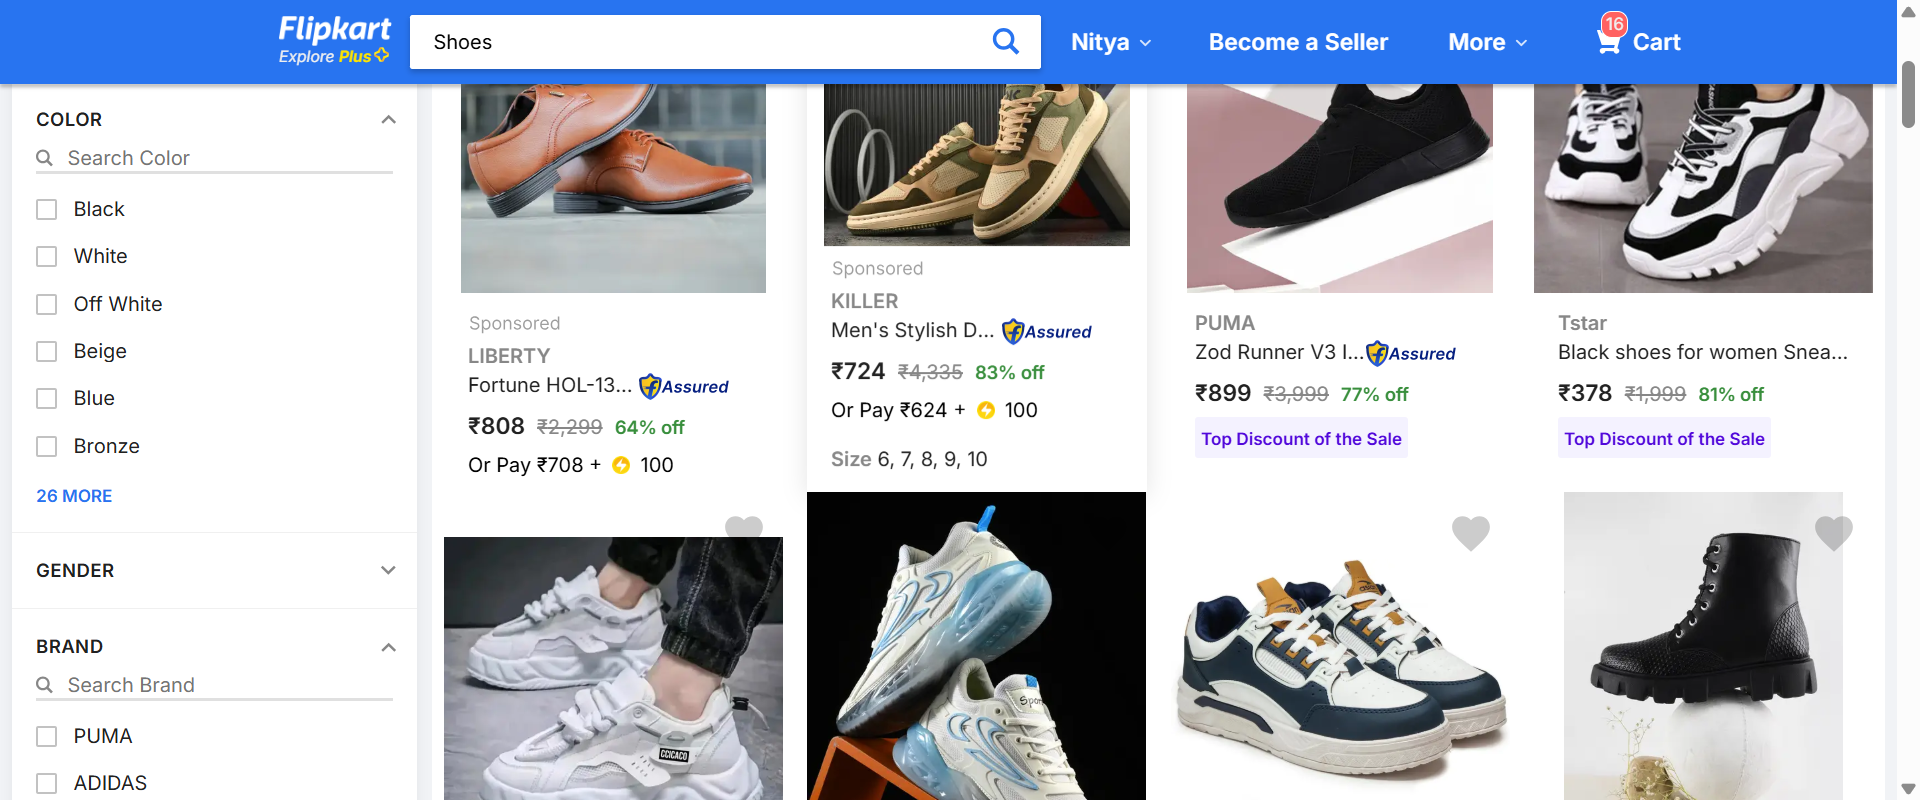 Flipkart
Explore Plus
Shoes
Nitya
Become a Seller
More
16
Cart
COLOR
Search Color
Black
White
Off White
Beige
Blue
Bronze
26 MORE
GENDER
BRAND
Search Brand
PUMA
ADIDAS
Sponsored
LIBERTY
Fortune HOL-13... Assured
₹808 ₹2,299 64% off
Or Pay ₹708 + 100
Sponsored
KILLER
Men's Stylish D... Assured
₹724 ₹4,335 83% off
Or Pay ₹624 + 100
Size 6, 7, 8, 9, 10
PUMA
Zod Runner V3 I... Assured
₹899 ₹3,999 77% off
Top Discount of the Sale
Tstar
Black shoes for women Snea...
₹378 ₹1,999 81% off
Top Discount of the Sale
CCICACO